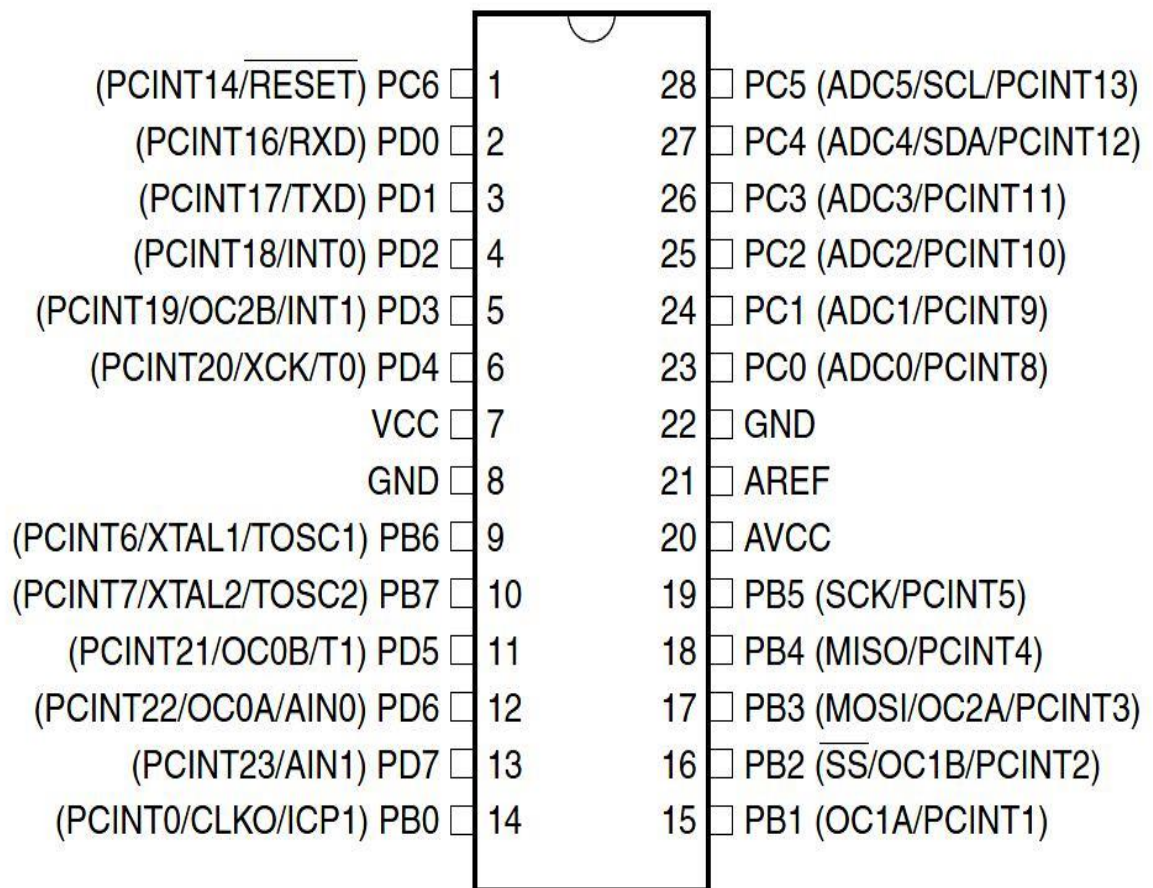 (PCINT14/RESET) PC6 1 28 PC5 (ADC5/SCL/PCINT13)
(PCINT16/RXD) PD0 2 27 PC4 (ADC4/SDA/PCINT12)
(PCINT17/TXD) PD1 3 26 PC3 (ADC3/PCINT11)
(PCINT18/INT0) PD2 4 25 PC2 (ADC2/PCINT10)
(PCINT19/OC2B/INT1) PD3 5 24 PC1 (ADC1/PCINT9)
(PCINT20/XCK/T0) PD4 6 23 PC0 (ADC0/PCINT8)
VCC 7 22 GND
GND 8 21 AREF
(PCINT6/XTAL1/TOSC1) PB6 9 20 AVCC
(PCINT7/XTAL2/TOSC2) PB7 10 19 PB5 (SCK/PCINT5)
(PCINT21/OC0B/T1) PD5 11 18 PB4 (MISO/PCINT4)
(PCINT22/OC0A/AIN0) PD6 12 17 PB3 (MOSI/OC2A/PCINT3)
(PCINT23/AIN1) PD7 13 16 PB2 (SS/OC1B/PCINT2)
(PCINT0/CLKO/ICP1) PB0 14 15 PB1 (OC1A/PCINT1)